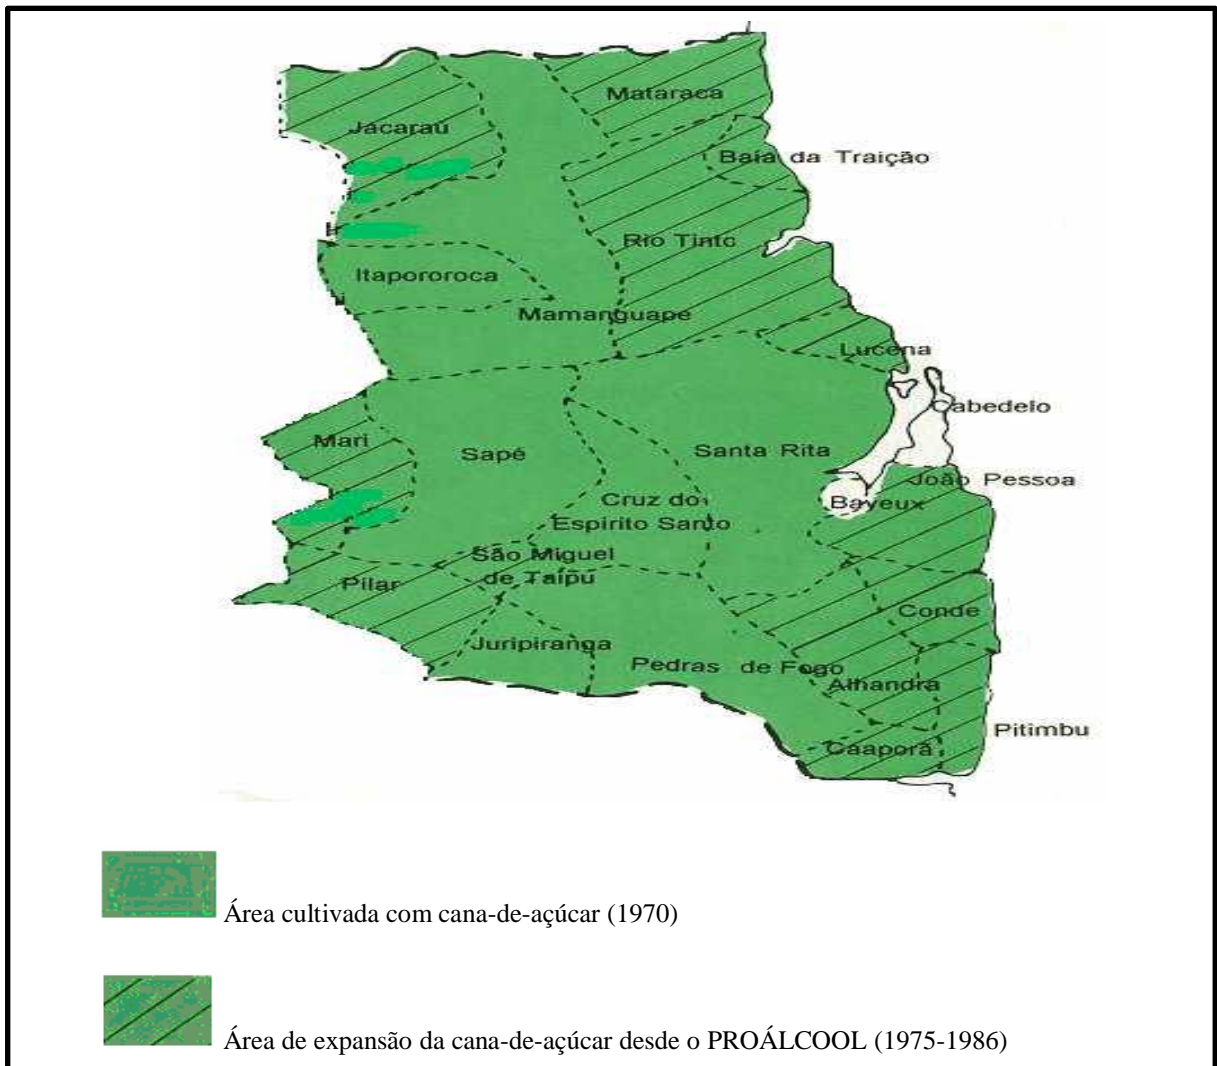 Mataraca
Jacaraú
Baía da Traição
Rio Tinto
Itapororoca
Mamanguape
Lucena
Cabedelo
Mari
Sapé
Santa Rita
João Pessoa
Cruz do
Espirito Santo
Bayeux
São Miguel
de Taipu
Pilar
Conde
Juripiranga
Pedras de Fogo
Alhandra
Pitimbu
Caaporã
Área cultivada com cana-de-açúcar (1970)
Área de expansão da cana-de-açúcar desde o PROÁLCOOL (1975-1986)